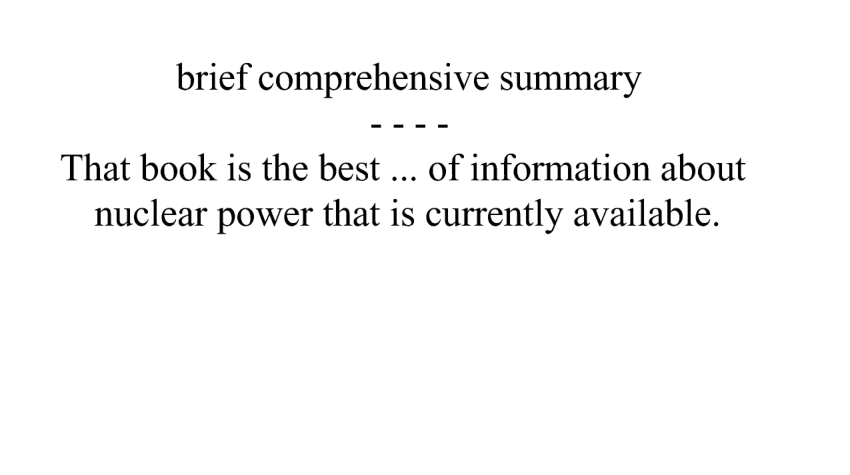 brief comprehensive summary
- - - -
That book is the best ... of information about
nuclear power that is currently available.